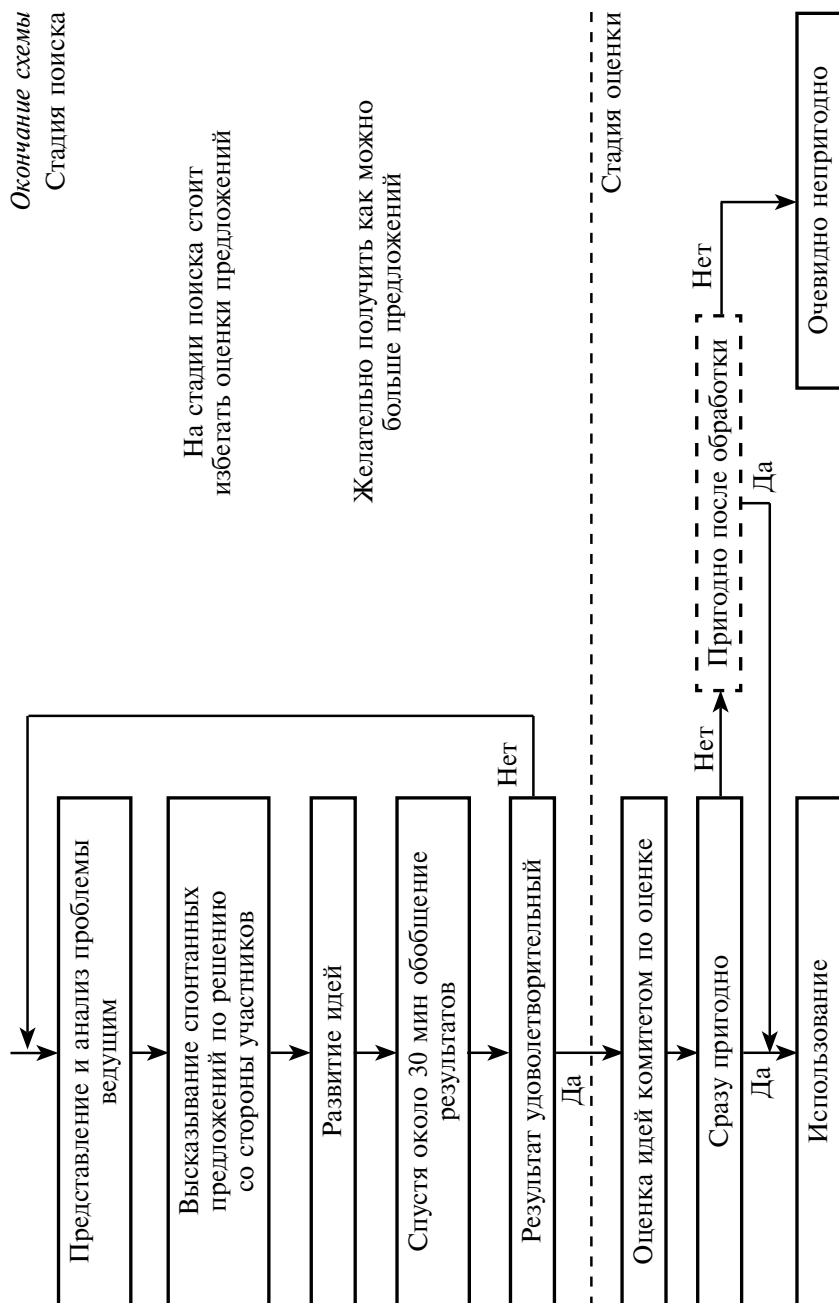 Окончание схемы
Стадия поиска
Представление и анализ проблемы
ведущим
Высказывание спонтанных
предложений по решению
со стороны участников
На стадии поиска стоит
избегать оценки предложений
Развитие идей
Желательно получить как можно
больше предложений
Спустя около 30 мин обобщение
результатов
Результат удовлетворительный
Нет
Да
Стадия оценки
Оценка идей комитетом по оценке
Сразу пригодно
Нет
Пригодно после обработки
Нет
Да
Да
Использование
Очевидно непригодно